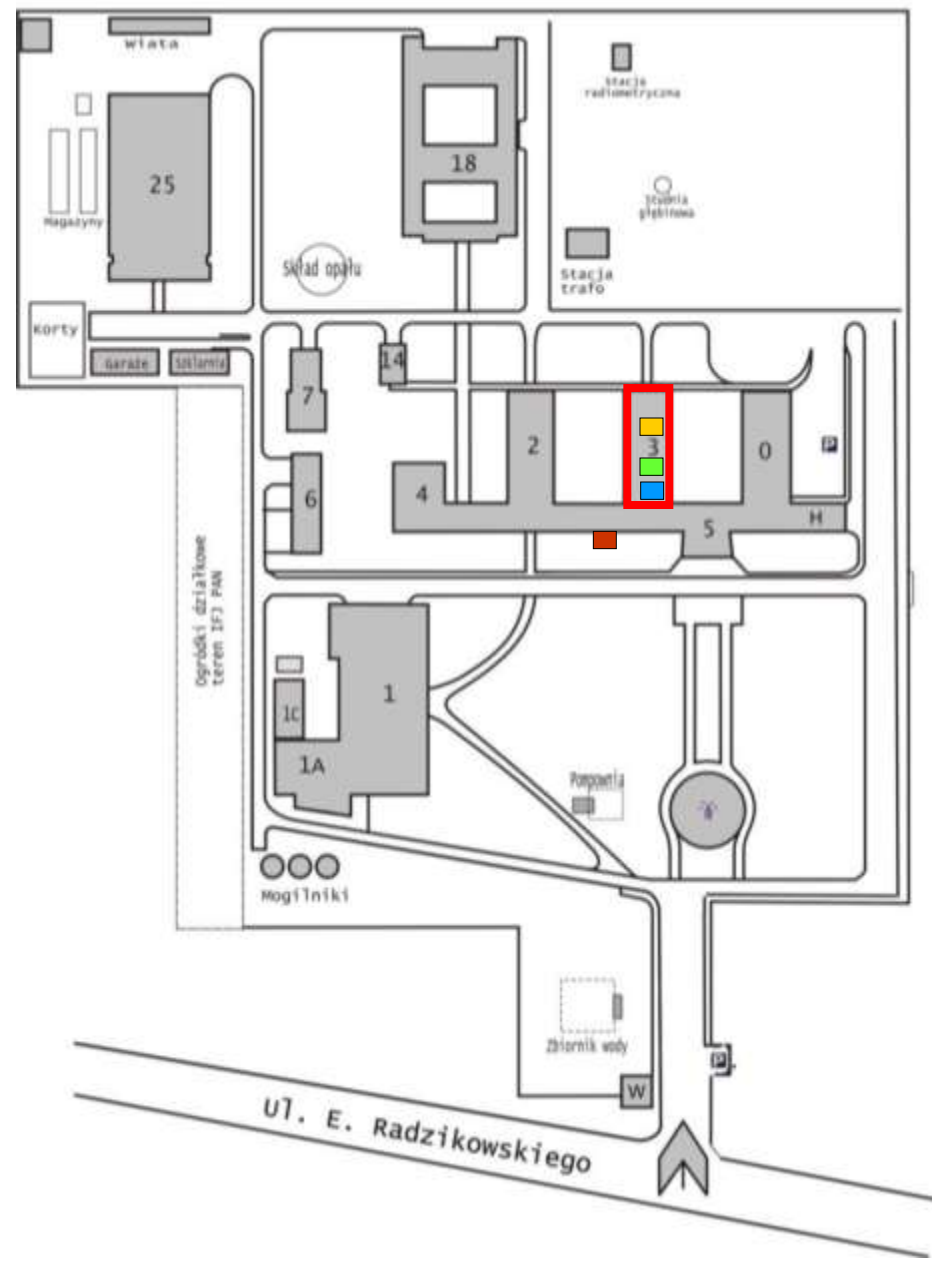 Wiata
Stacja
radiometryczna
18
25
Studnia
głębinowa
Magazyny
Skład opału
Stacja
trafo
Korty
14
Garaże
Szklarnia
7
2
3
0
P
4
6
H
5
Ogródki działkowe
teren IFJ PAN
1
1C
1A
Pompownia
Mogilniki
Zbiornik wody
P
W
Ul. E. Radzikowskiego